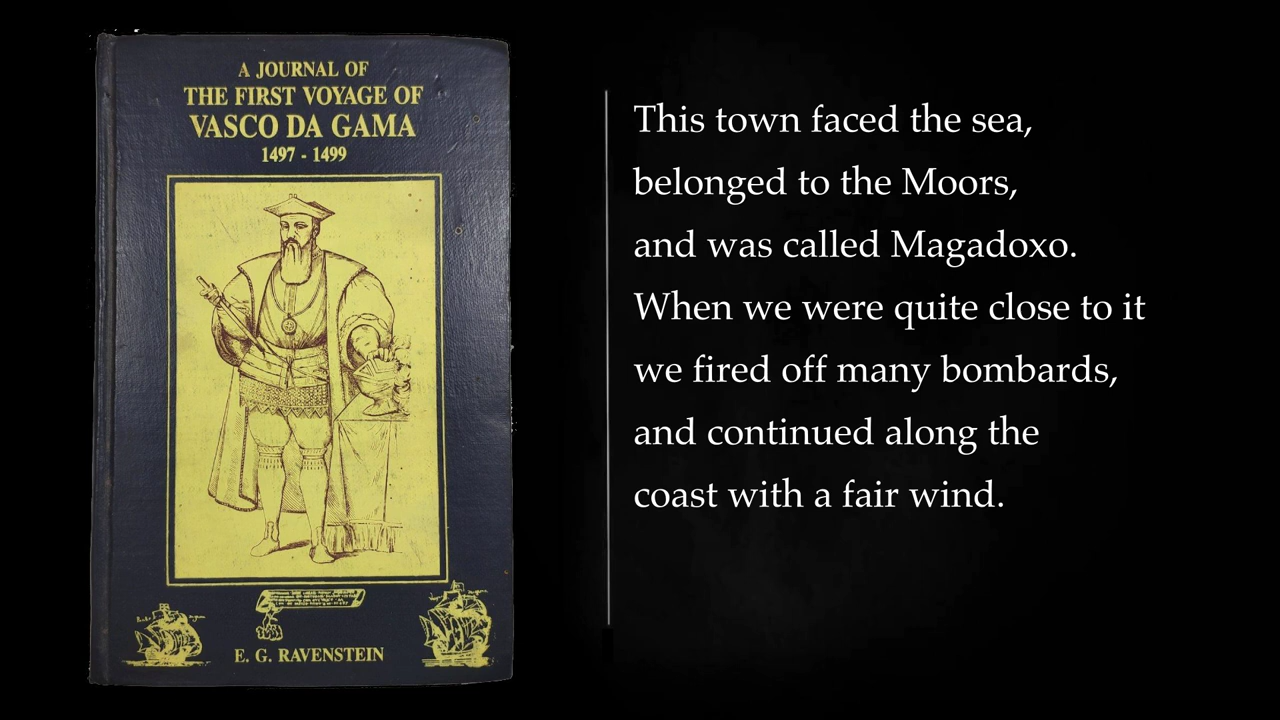 A JOURNAL OF
THE FIRST VOYAGE OF
VASCO DA GAMA
1497 - 1499
E. G. RAVENSTEIN
This town faced the sea,
belonged to the Moors,
and was called Magadoxo.
When we were quite close to it
we fired off many bombards,
and continued along the
coast with a fair wind.